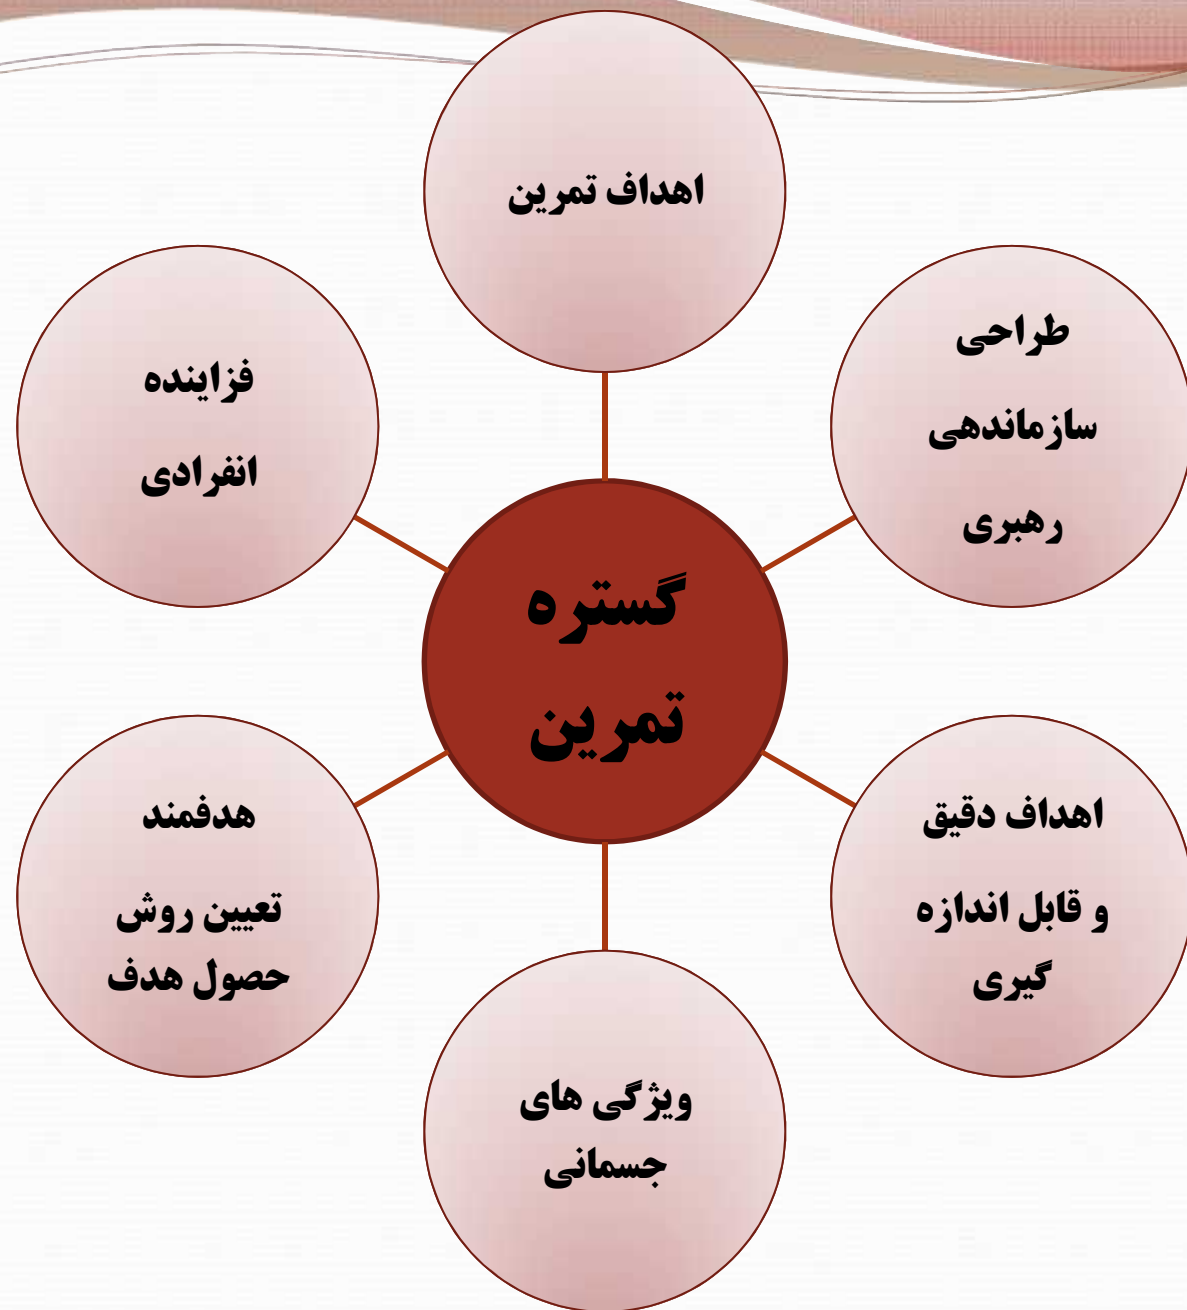 اهداف تمرین
طراحی
سازماندهی
رهبری
اهداف دقیق
و قابل اندازه
گیری
ویژگی های
جسمانی
هدفمند
تعیین روش
حصول هدف
فزاینده
انفرادی
گستره
تمرین